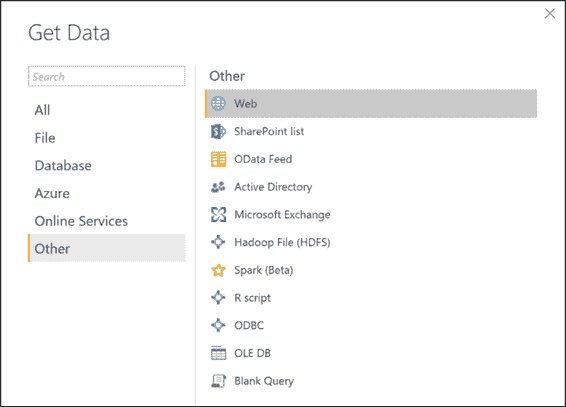 Get Data
Search
All
File
Database
Azure
Online Services
Other
Other
Web
SharePoint list
OData Feed
Active Directory
Microsoft Exchange
Hadoop File (HDFS)
Spark (Beta)
R script
ODBC
OLE DB
Blank Query